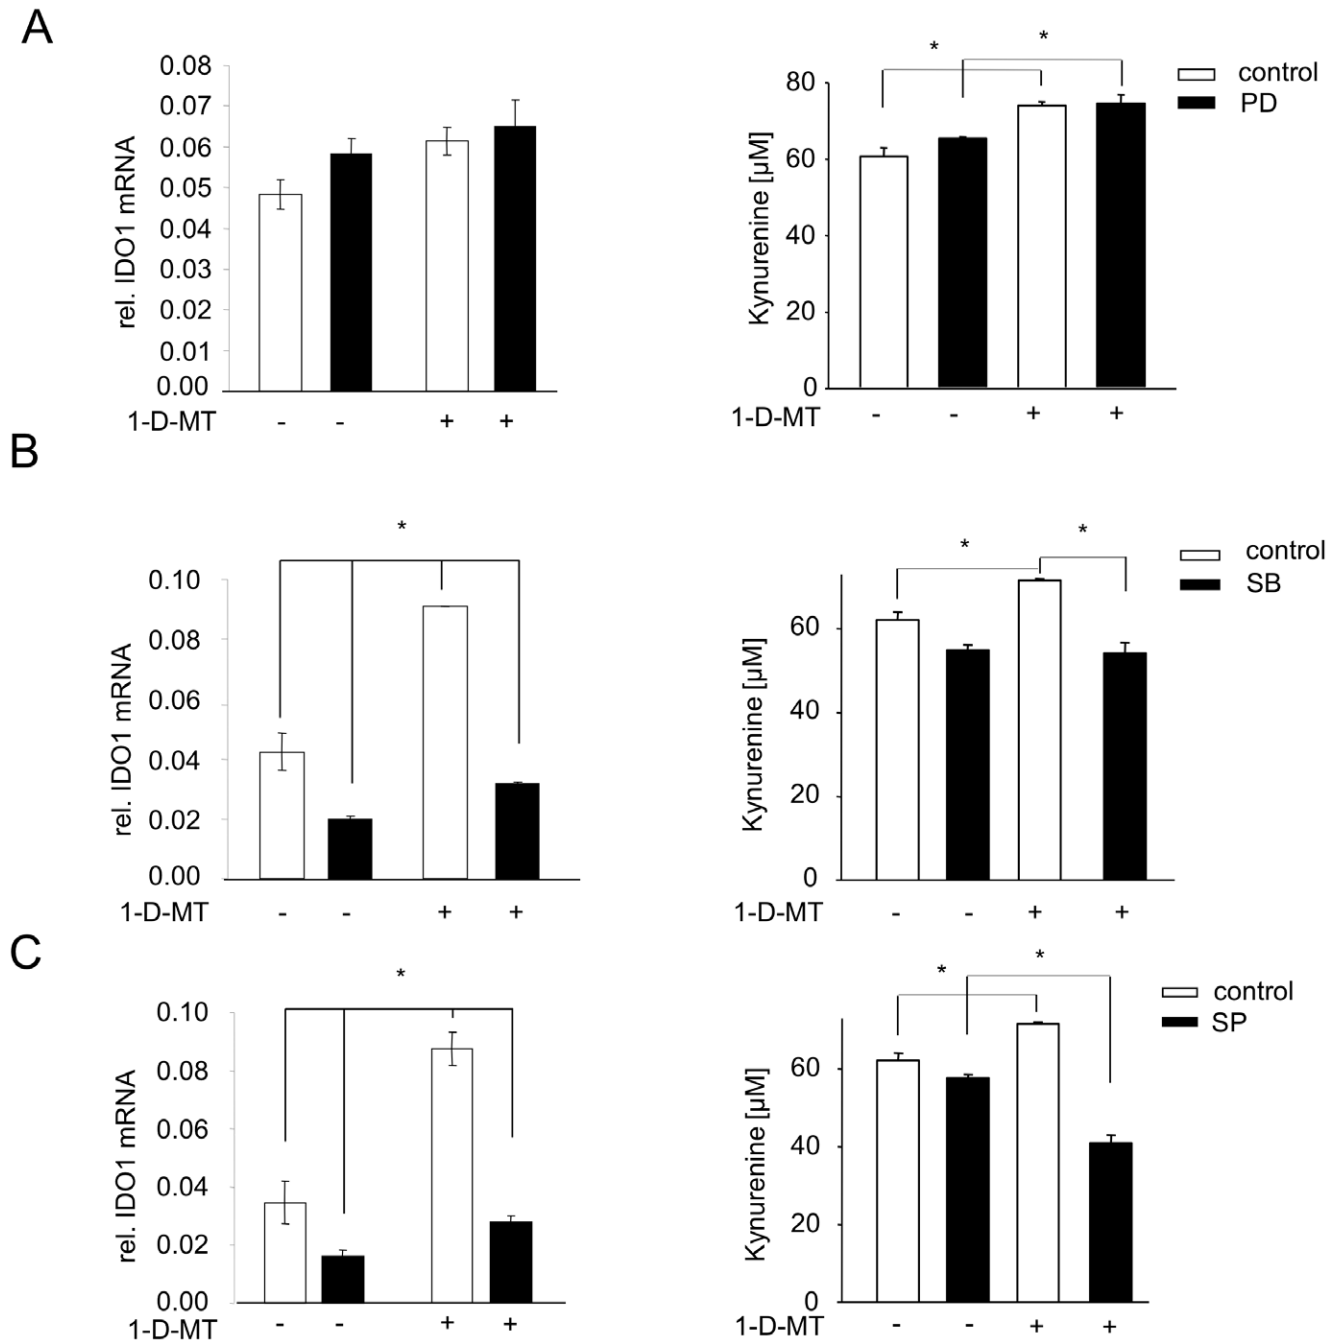 A
rel. IDO1 mRNA
0.08
0.07
0.06
0.05
0.04
0.03
0.02
0.01
0.00
1-D-MT - - + +
* *
Kynurenine [µM]
80
60
40
20
0
1-D-MT - - + +
control
PD
B
*
rel. IDO1 mRNA
0.10
0.08
0.06
0.04
0.02
0.00
1-D-MT - - + +
* *
Kynurenine [µM]
60
40
20
0
1-D-MT - - + +
control
SB
C
*
rel. IDO1 mRNA
0.10
0.08
0.06
0.04
0.02
0.00
1-D-MT - - + +
* *
Kynurenine [µM]
60
40
20
0
1-D-MT - - + +
control
SP